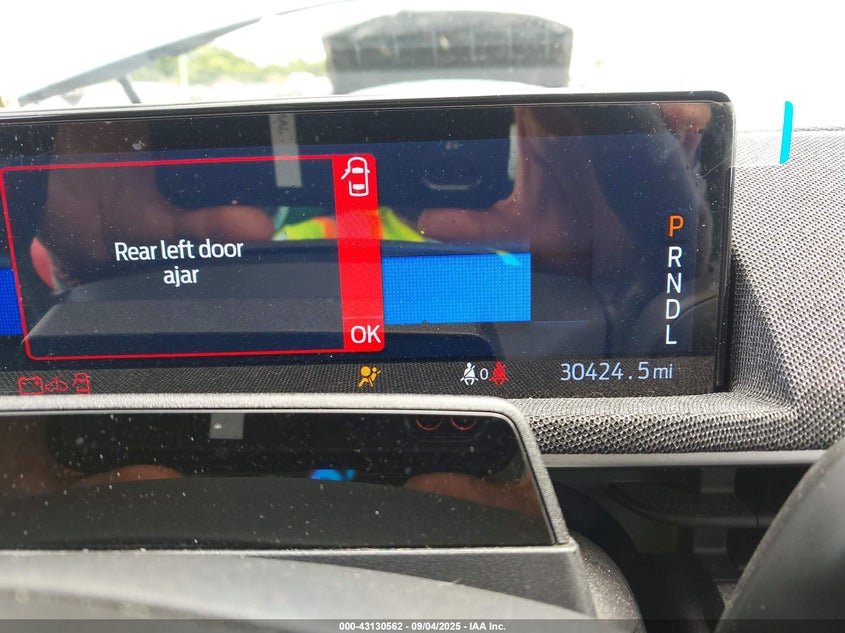 Rear left door
ajar
OK
P
R
N
D
L
0
30424.5 mi
000-43130562 - 09/04/2025 - IAA Inc.